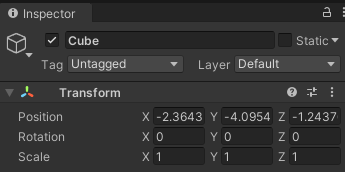 Inspector
Cube Static
Tag Untagged Layer Default
Transform
Position X -2.3643 Y -4.0954 Z -1.2437
Rotation X 0 Y 0 Z 0
Scale X 1 Y 1 Z 1